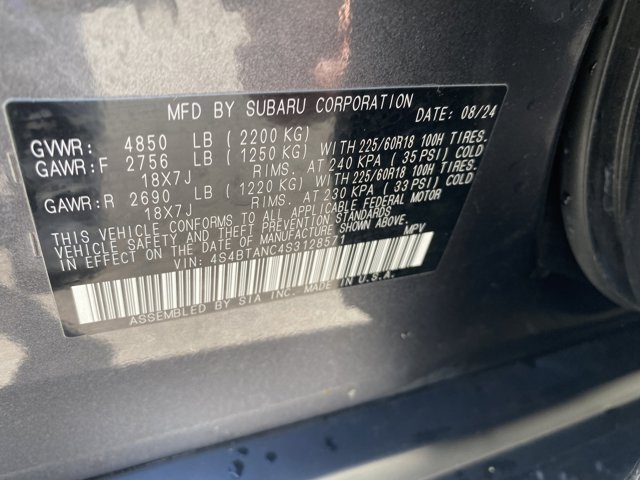 MFD BY SUBARU CORPORATION DATE: 08/24
GVWR: 4850 LB (2200 KG)
GAWR:F 2756 LB (1250 KG) WITH 225/60R18 100H TIRES.
18X7J RIMS. AT 240 KPA (35 PSI) COLD
GAWR:R 2690 LB (1220 KG) WITH 225/60R18 100H TIRES.
18X7J RIMS. AT 230 KPA (33 PSI) COLD
THIS VEHICLE CONFORMS TO ALL APPLICABLE FEDERAL MOTOR
VEHICLE SAFETY AND THEFT PREVENTION STANDARDS IN EFFECT
ON THE DATE OF MANUFACTURE SHOWN ABOVE.
VIN: 4S4BTANC4S3128571 MPV
ASSEMBLED BY SIA INC. MADE IN U.S.A.